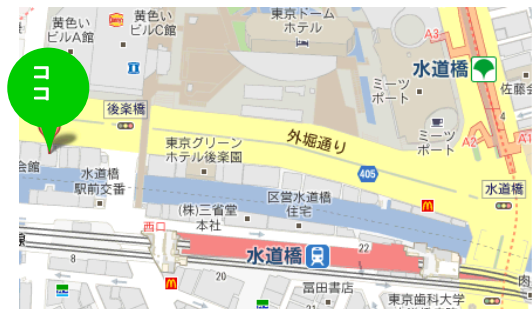 黄色い
ビルA館
黄色い
ビルC館
東京ドーム
ホテル
A3
水道橋
佐藤会
ミーツ
ポート
ココ
後楽橋
東京グリーン
ホテル後楽園
外堀通り
ミーツ
ポート
A2
A1
会館
水道橋
駅前交番
405
水道橋
(株)三省堂
本社
区営水道橋
住宅
西口
水道橋
22
8
20
冨田書店
東京歯科大学
肉